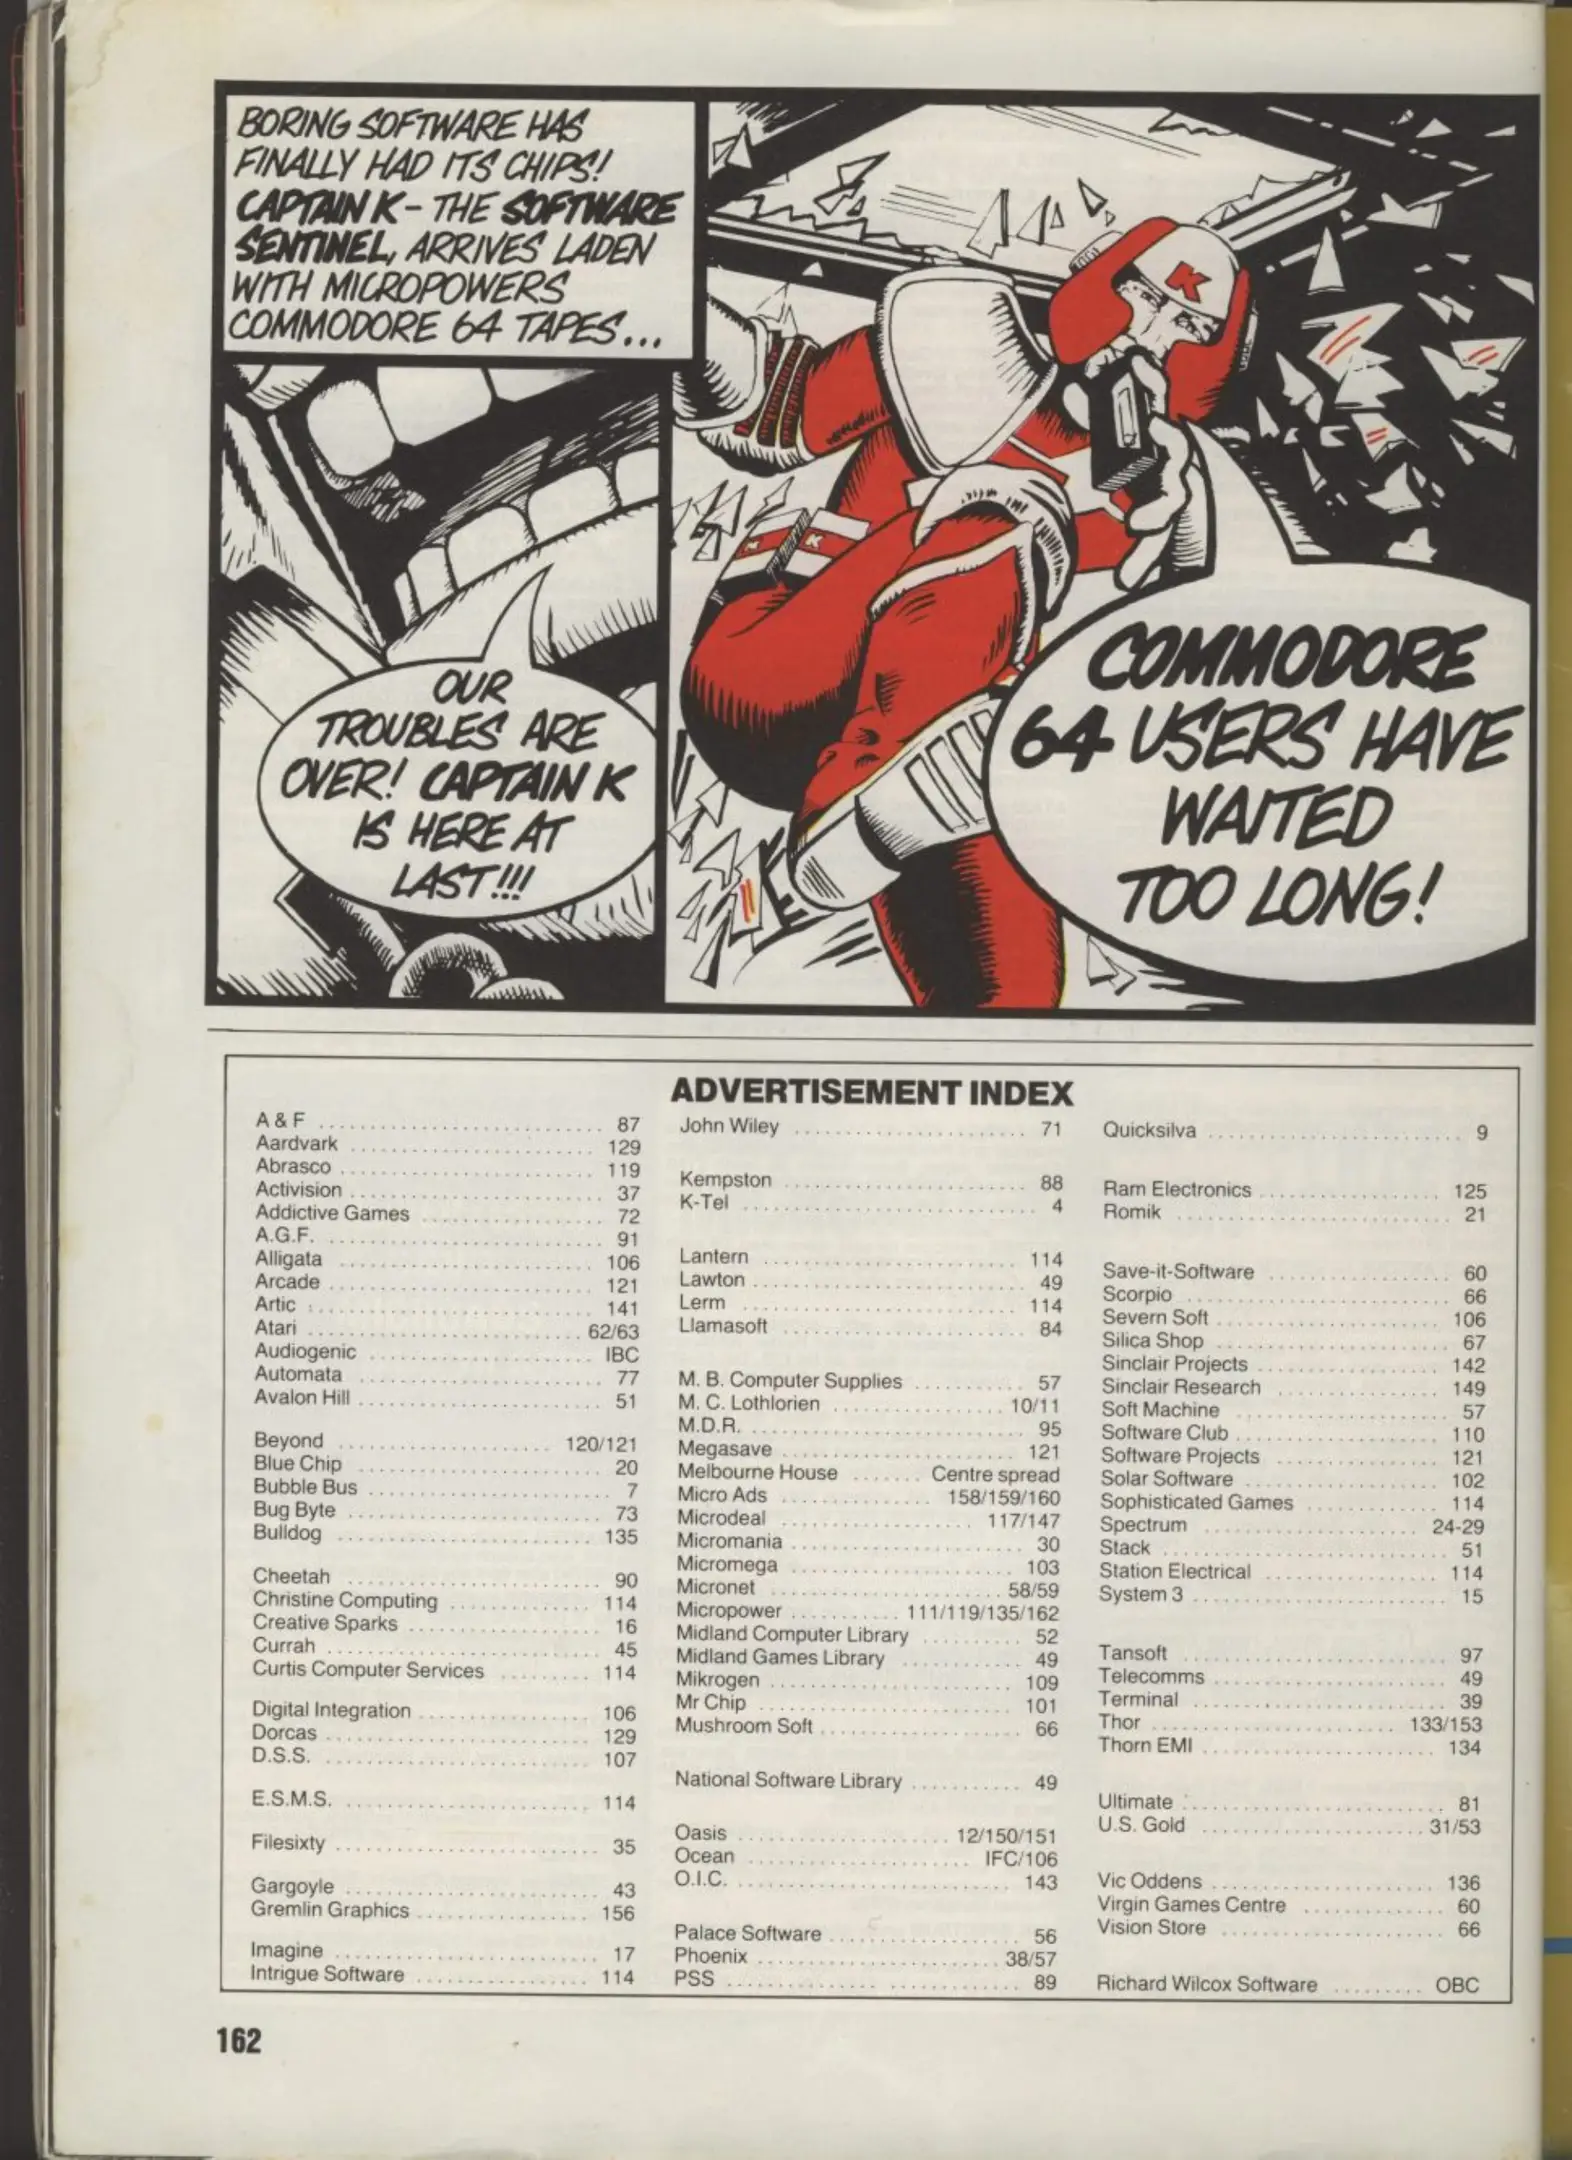 BORING SOFTWARE HAS
FINALLY HAD ITS CHIPS!
CAPTAIN K - THE SOFTWARE
SENTINEL, ARRIVES LADEN
WITH MICROPOWERS
COMMODORE 64 TAPES...
OUR
TROUBLES ARE
OVER! CAPTAIN K
IS HERE AT
LAST!!!
K
K
K
COMMODORE
64 USERS HAVE
WAITED
TOO LONG!
ADVERTISEMENT INDEX
A & F 87
Aardvark 129
Abrasco 119
Activision 37
Addictive Games 72
A.G.F. 91
Alligata 106
Arcade 121
Artic 141
Atari 62/63
Audiogenic IBC
Automata 77
Avalon Hill 51
Beyond 120/121
Blue Chip 20
Bubble Bus 7
Bug Byte 73
Bulldog 135
Cheetah 90
Christine Computing 114
Creative Sparks 16
Currah 45
Curtis Computer Services 114
Digital Integration 106
Dorcas 129
D.S.S. 107
E.S.M.S. 114
Filesixty 35
Gargoyle 43
Gremlin Graphics 156
Imagine 17
Intrigue Software 114
John Wiley 71
Kempston 88
K-Tel 4
Lantern 114
Lawton 49
Lerm 114
Llamasoft 84
M. B. Computer Supplies 57
M. C. Lothlorien 10/11
M.D.R. 95
Megasave 121
Melbourne House Centre spread
Micro Ads 158/159/160
Microdeal 117/147
Micromania 30
Micromega 103
Micronet 58/59
Micropower 111/119/135/162
Midland Computer Library 52
Midland Games Library 49
Mikrogen 109
Mr Chip 101
Mushroom Soft 66
National Software Library 49
Oasis 12/150/151
Ocean IFC/106
O.I.C. 143
Palace Software 56
Phoenix 38/57
PSS 89
Quicksilva 9
Ram Electronics 125
Romik 21
Save-it-Software 60
Scorpio 66
Severn Soft 106
Silica Shop 67
Sinclair Projects 142
Sinclair Research 149
Soft Machine 57
Software Club 110
Software Projects 121
Solar Software 102
Sophisticated Games 114
Spectrum 24-29
Stack 51
Station Electrical 114
System 3 15
Tansoft 97
Telecomms 49
Terminal 39
Thor 133/153
Thorn EMI 134
Ultimate 81
U.S. Gold 31/53
Vic Oddens 136
Virgin Games Centre 60
Vision Store 66
Richard Wilcox Software OBC
162